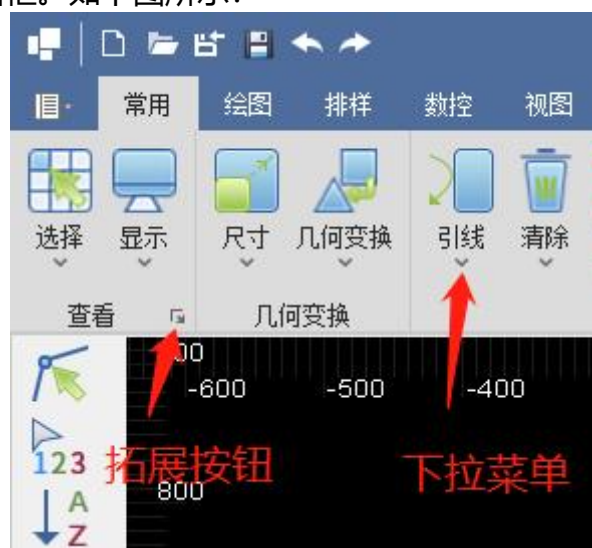 框。如下图所示：
常用 绘图 排样 数控 视图
选择 显示 尺寸 几何变换 引线 清除
查看 几何变换
00
-600 -500 -400
123
拓展按钮 下拉菜单
800
A
Z